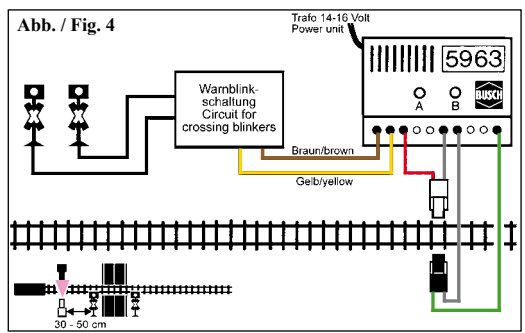 Abb. / Fig. 4
Trafo 14-16 Volt
Power unit
5963
A B
BUSCH
Warnblink-
schaltung
Circuit for
crossing blinkers
Braun/brown
Gelb/yellow
30 - 50 cm